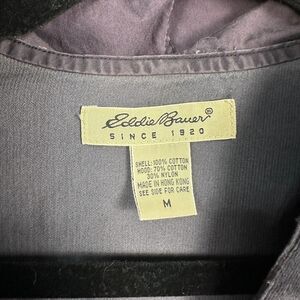 Eddie Bauer®
SINCE 1920
SHELL: 100% COTTON
HOOD: 70% COTTON
30% NYLON
MADE IN HONG KONG
SEE SIDE FOR CARE
M